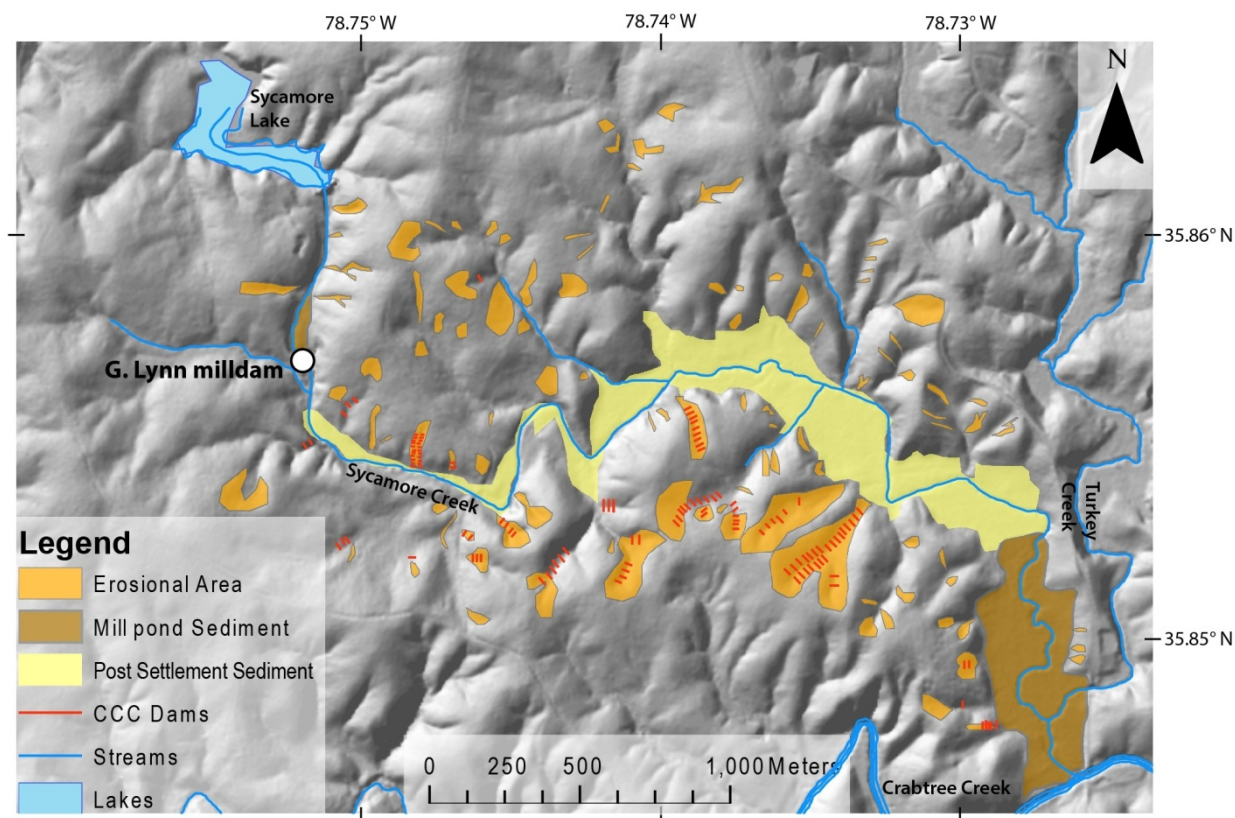 78.75° W
78.74° W
78.73° W
N
Sycamore
Lake
35.86° N
G. Lynn milldam
Sycamore Creek
Turkey
Creek
Legend
Erosional Area
Mill pond Sediment
Post Settlement Sediment
CCC Dams
Streams
Lakes
35.85° N
0 250 500 1,000 Meters
Crabtree Creek